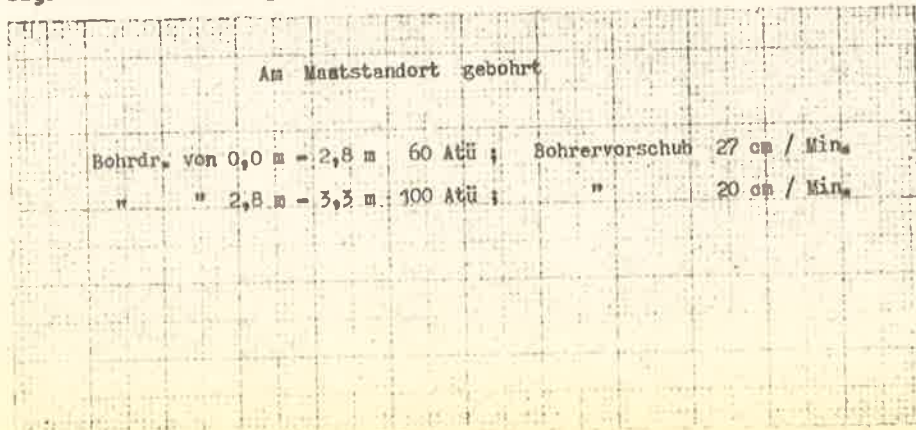 Am Maatstandort gebohrt
Bohrdr. von 0,0 m - 2,8 m 60 Atü ; Bohrervorschub 27 cm / Min.
" " 2,8 m - 3,3 m 100 Atü ; " 20 cm / Min.